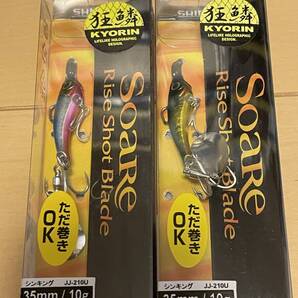 狂鱗
KYORIN
LIFELIKE HOLOGRAPHIC
DESIGN.
Soare
Rise Shot Blade
ただ巻き
OK
シンキング JJ-210U
35mm / 10g
狂鱗
KYORIN
LIFELIKE HOLOGRAPHIC
DESIGN.
Soare
Rise Shot Blade
ただ巻き
OK
シンキング JJ-210U
35mm / 10g